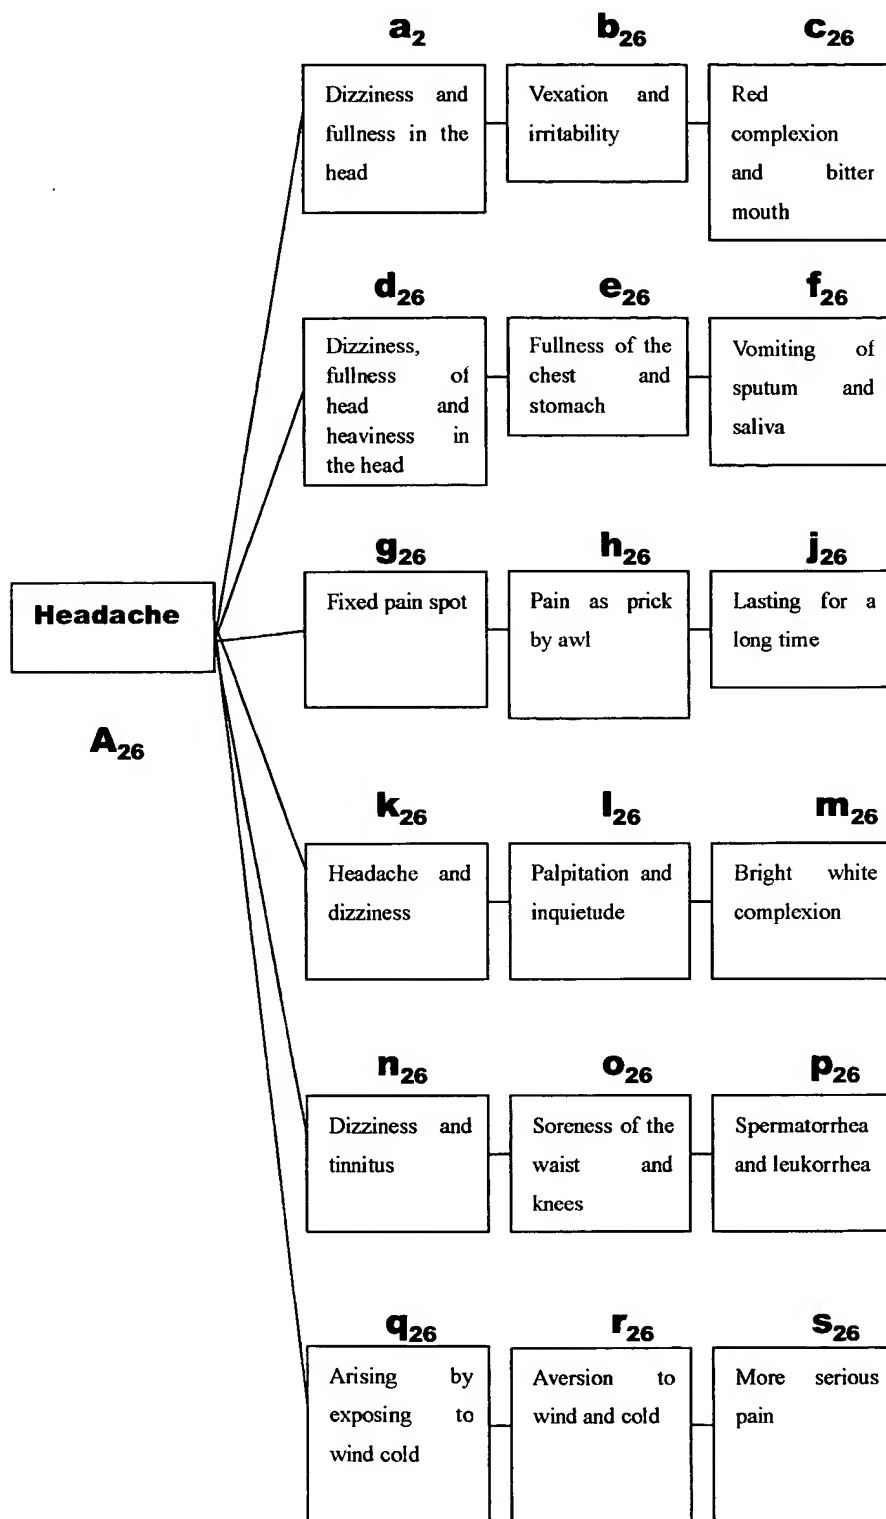 a2 b26 c26
Dizziness and
fullness in the
head
Vexation and
irritability
Red
complexion
and bitter
mouth
d26 e26 f26
Dizziness,
fullness of
head and
heaviness in
the head
Fullness of the
chest and
stomach
Vomiting of
sputum and
saliva
g26 h26 j26
Headache
A26
Fixed pain spot
Pain as prick
by awl
Lasting for a
long time
k26 l26 m26
Headache and
dizziness
Palpitation and
inquietude
Bright white
complexion
n26 o26 p26
Dizziness and
tinnitus
Soreness of the
waist and
knees
Spermatorrhea
and leukorrhea
q26 r26 s26
Arising by
exposing to
wind cold
Aversion to
wind and cold
More serious
pain